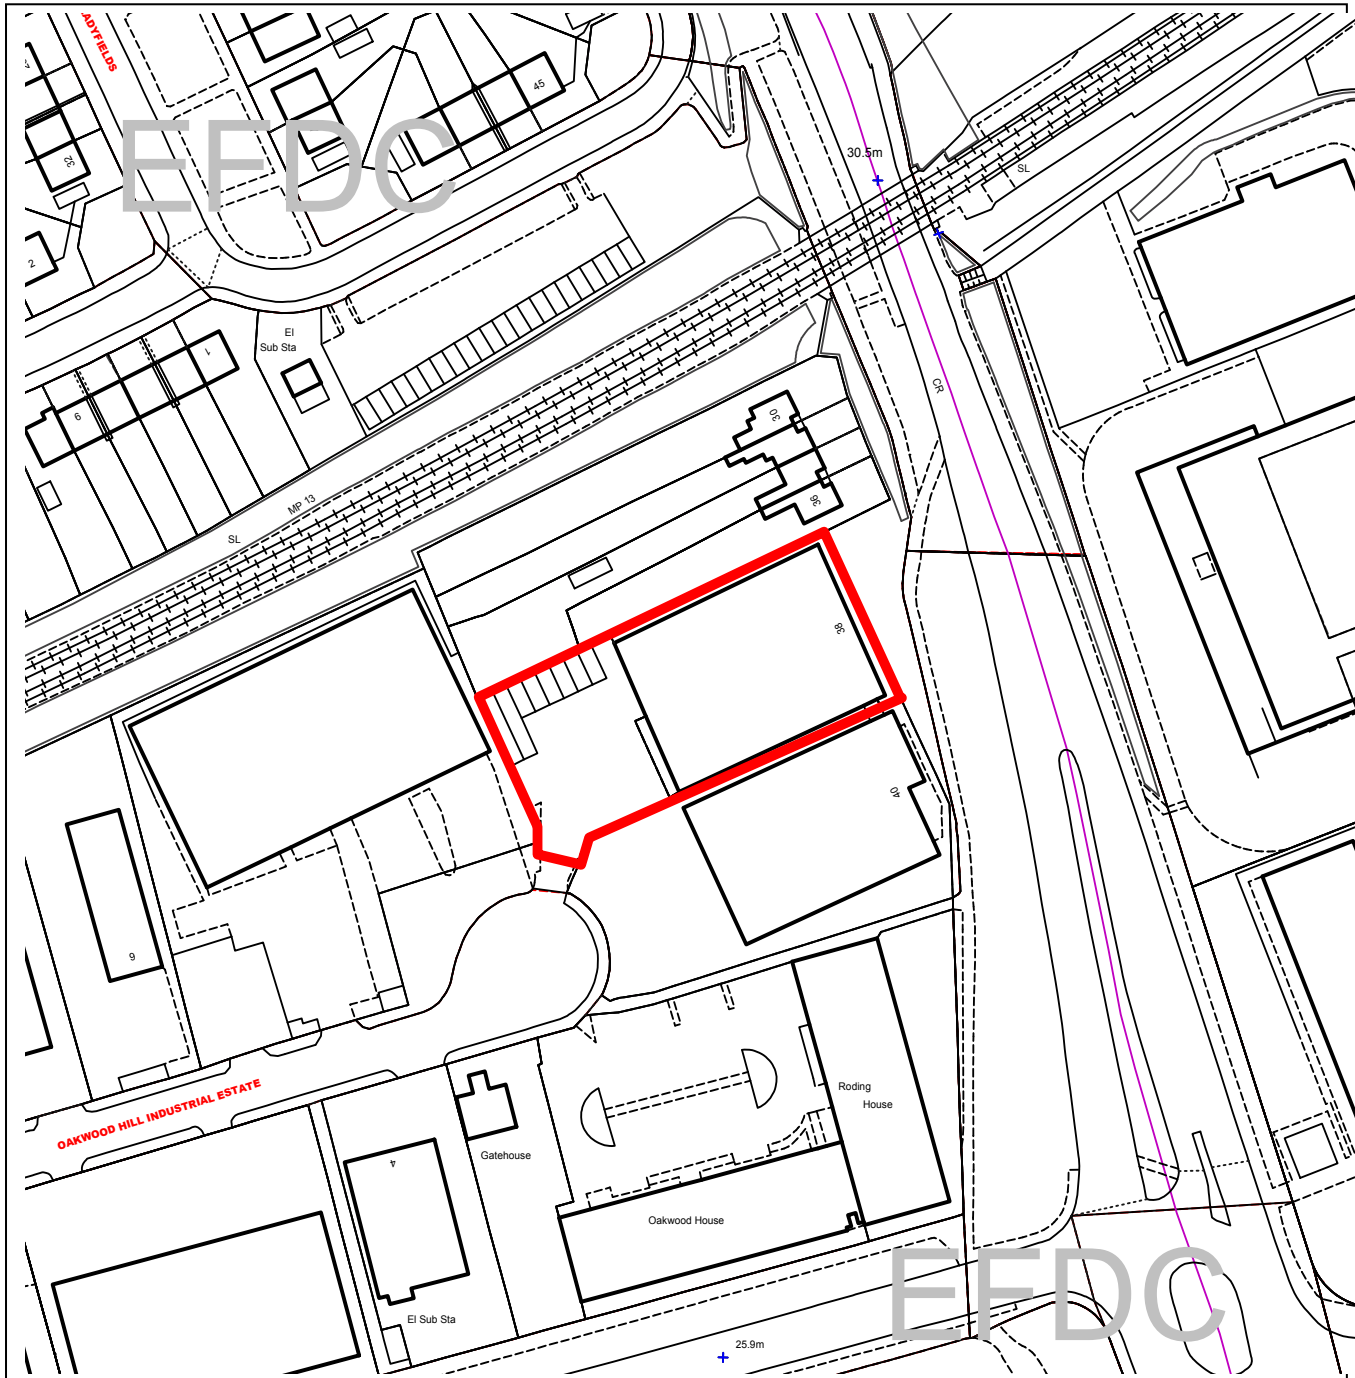 ADYFIELDS
EFDC
45
32
2
30.5m
SL
El
Sub Sta
1
9
CR
30
36
MP 13
SL
38
40
6
Roding
House
OAKWOOD HILL INDUSTRIAL ESTATE
Gatehouse
4
Oakwood House
EFDC
El Sub Sta
25.9m